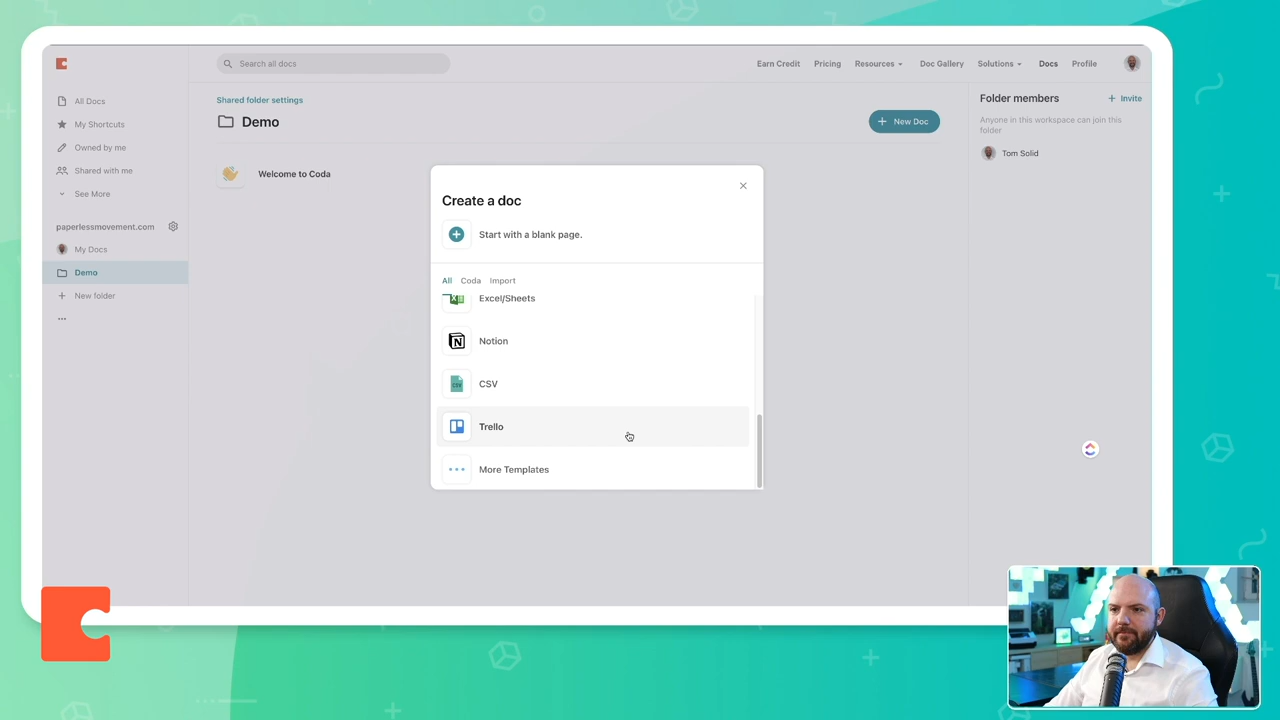 Search all docs
Earn Credit
Pricing
Resources
Doc Gallery
Solutions
Docs
Profile
All Docs
My Shortcuts
Owned by me
Shared with me
See More
paperlessmovement.com
My Docs
Demo
New folder
Shared folder settings
Demo
New Doc
Welcome to Coda
Folder members
Invite
Anyone in this workspace can join this
folder
Tom Solid
Create a doc
Start with a blank page.
All Coda Import
Excel/Sheets
Notion
CSV
Trello
More Templates